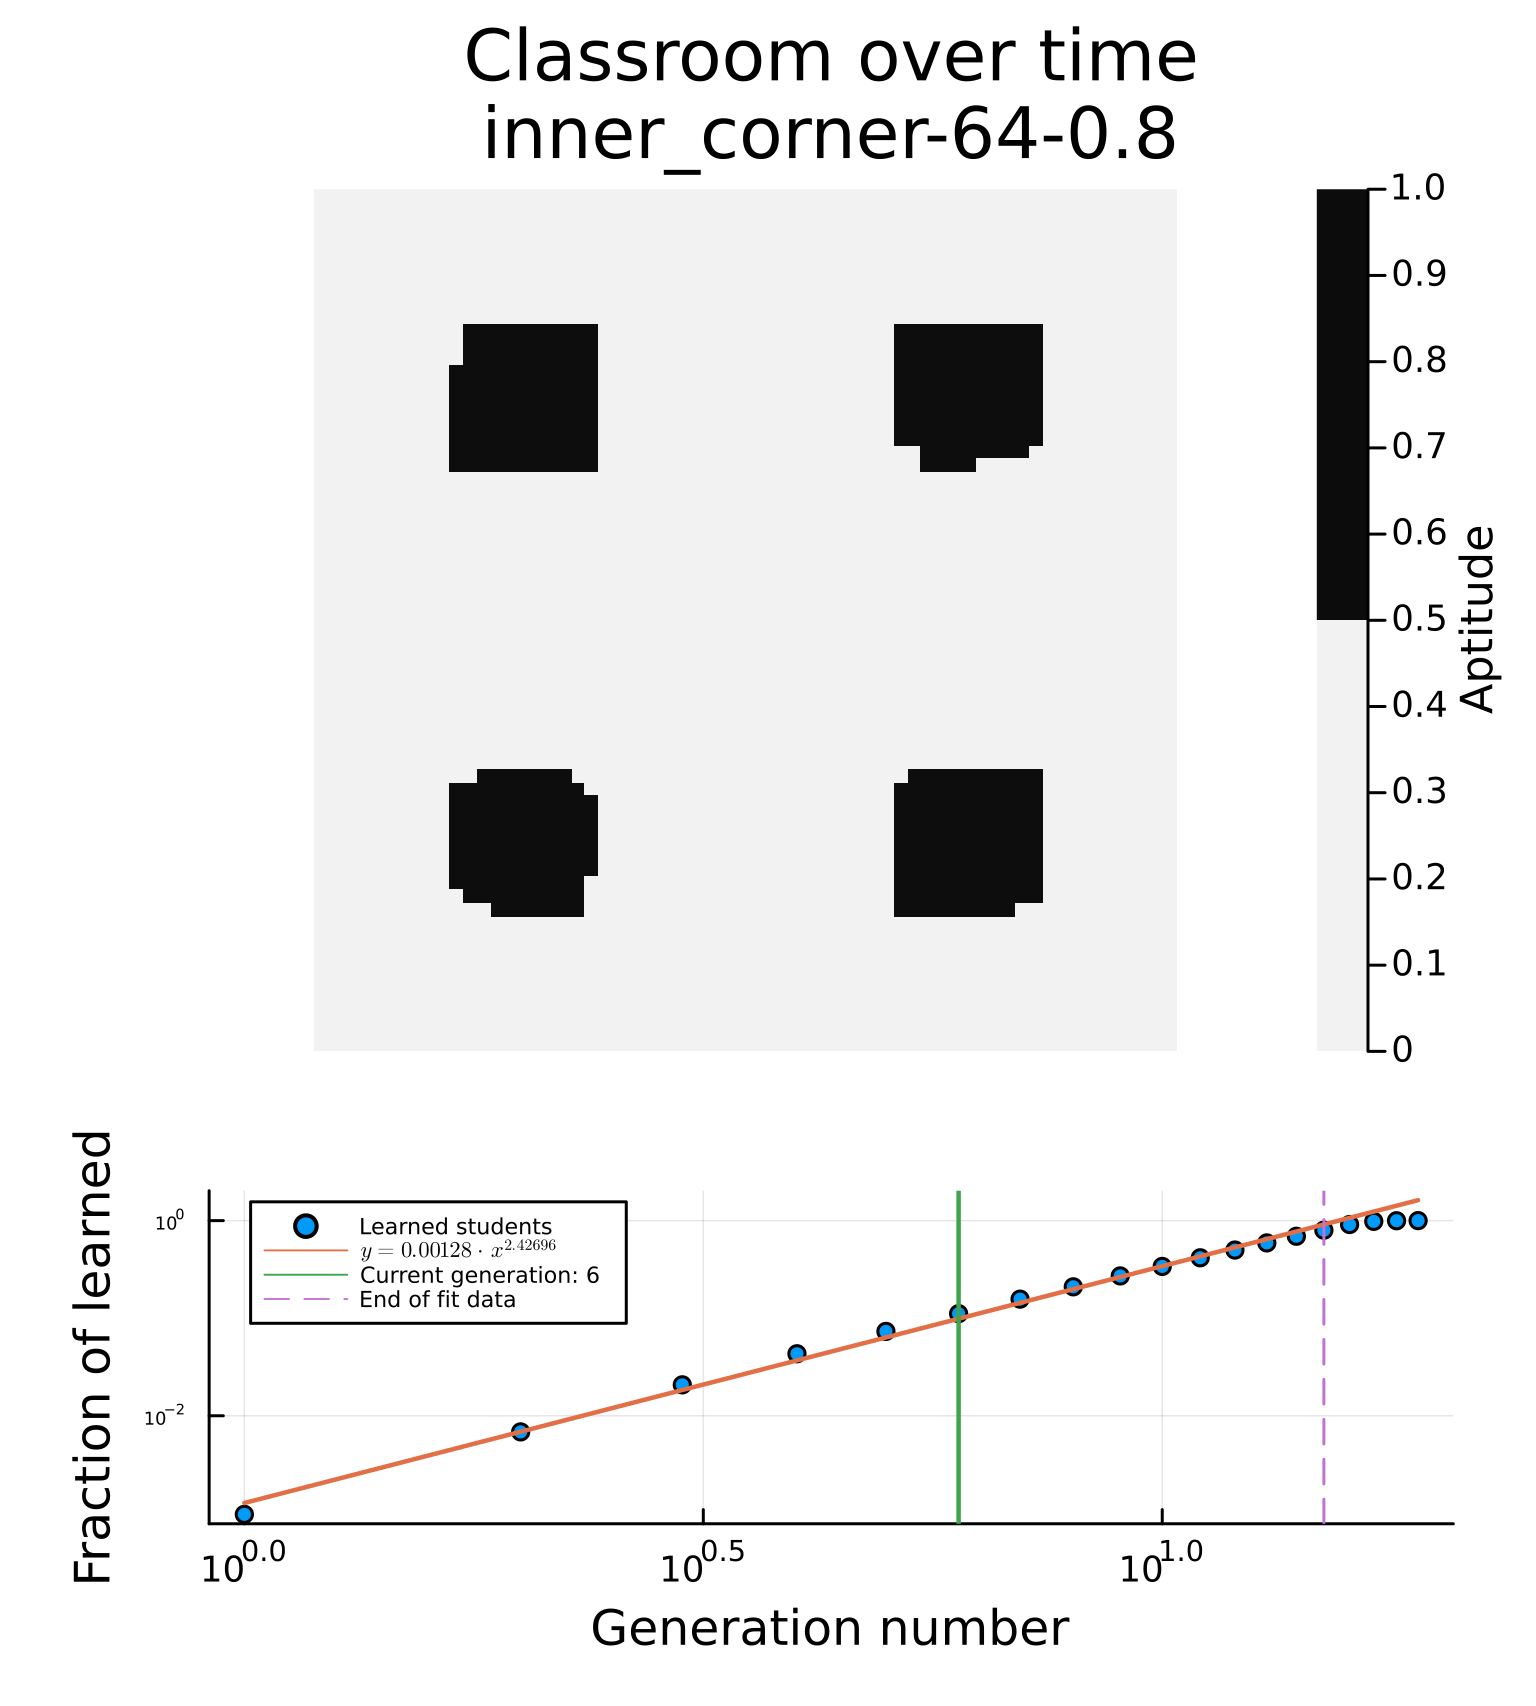 Classroom over time
inner_corner-64-0.8
1.0
0.9
0.8
0.7
0.6
0.5
0.4
0.3
0.2
0.1
0
Aptitude
Fraction of learned
10⁰
10⁻²
Learned students
y = 0.00128 · x^2.42696
Current generation: 6
End of fit data
10^0.0
10^0.5
10^1.0
Generation number